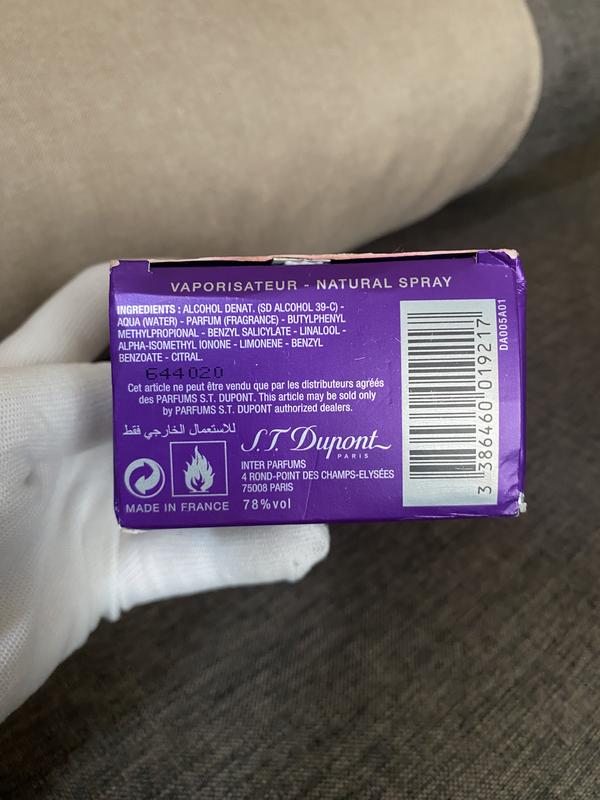 VAPORISATEUR - NATURAL SPRAY
INGREDIENTS : ALCOHOL DENAT. (SD ALCOHOL 39-C) -
AQUA (WATER) - PARFUM (FRAGRANCE) - BUTYLPHENYL
METHYLPROPIONAL - BENZYL SALICYLATE - LINALOOL -
ALPHA-ISOMETHYL IONONE - LIMONENE - BENZYL
BENZOATE - CITRAL.
644020
Cet article ne peut être vendu que par les distributeurs agréés
des PARFUMS S.T. DUPONT. This article may be sold only
by PARFUMS S.T. DUPONT authorized dealers.
للاستعمال الخارجي فقط
S.T. Dupont
PARIS
INTER PARFUMS
4 ROND-POINT DES CHAMPS-ELYSÉES
75008 PARIS
MADE IN FRANCE 78%vol
3 386460 019217
DA005A01